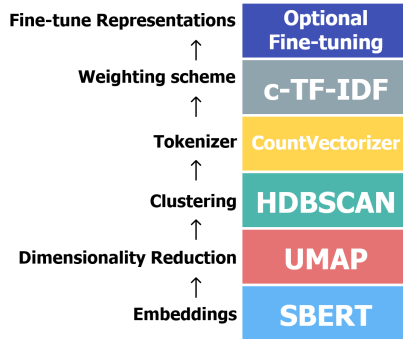 Fine-tune Representations
Optional
Fine-tuning
Weighting scheme
c-TF-IDF
Tokenizer
CountVectorizer
Clustering
HDBSCAN
Dimensionality Reduction
UMAP
Embeddings
SBERT